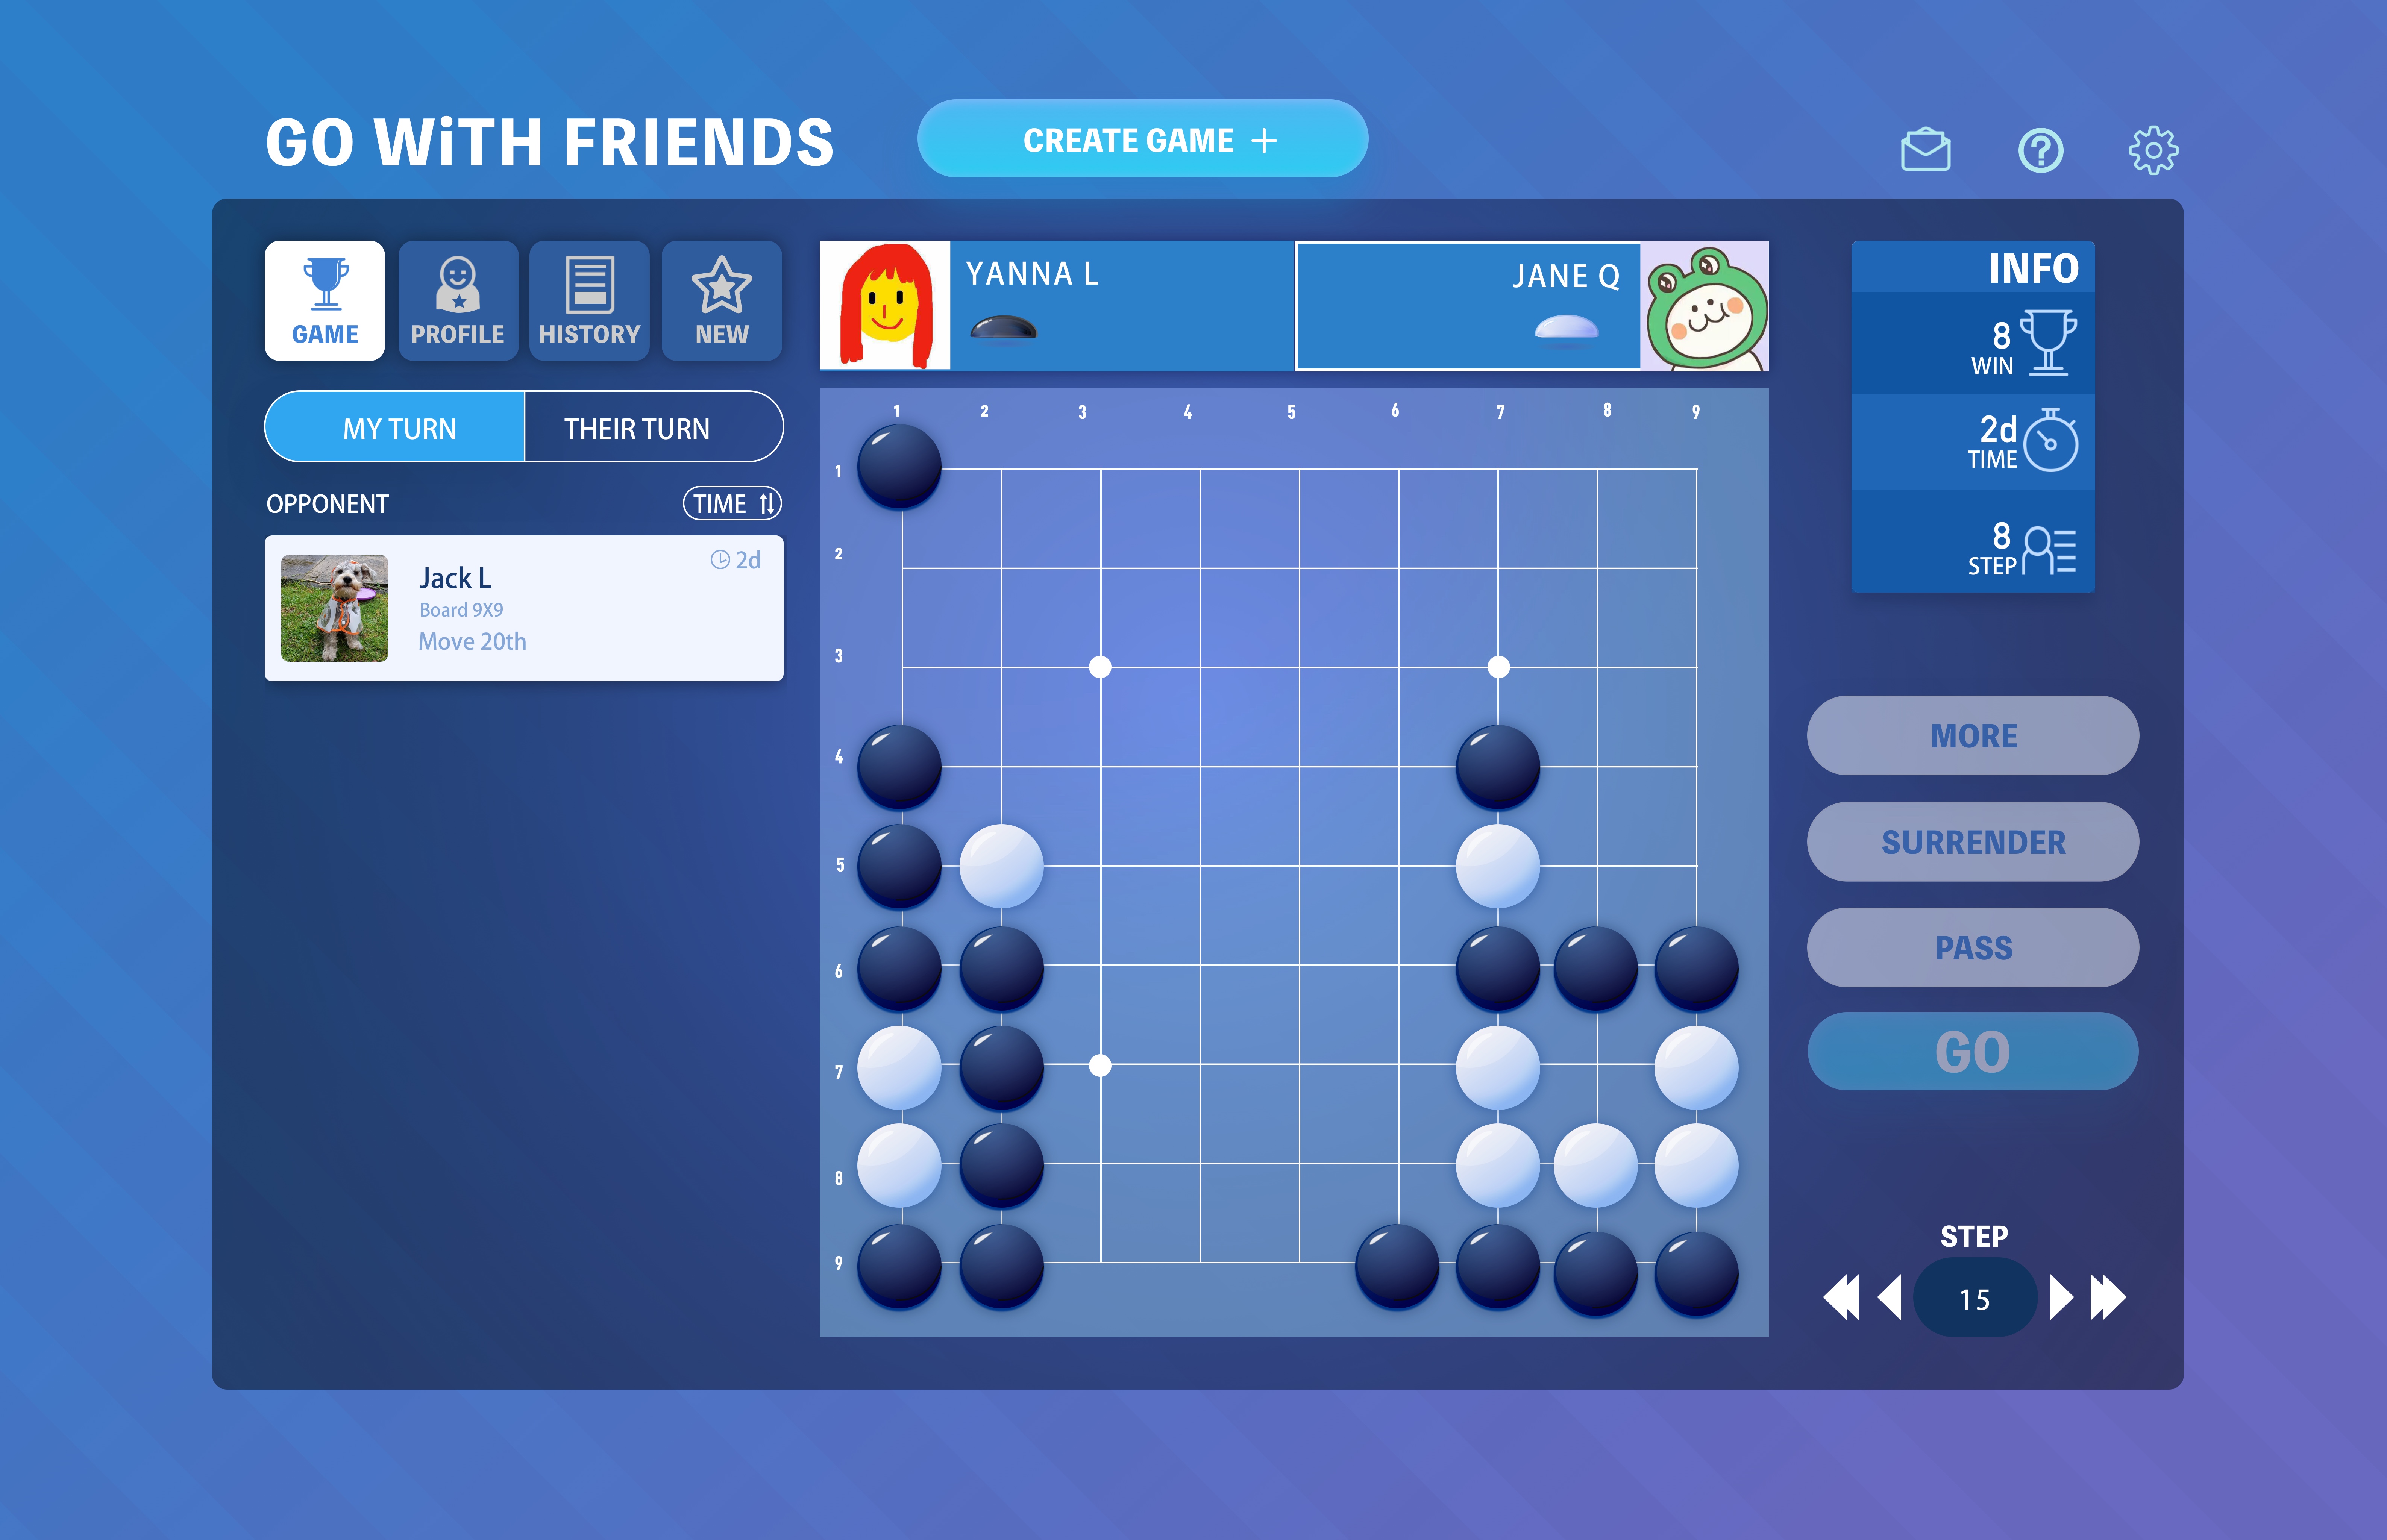 GO WiTH FRIENDS
CREATE GAME +
GAME
PROFILE
HISTORY
NEW
YANNA L
JANE Q
INFO
8
WIN
2d
TIME
8
STEP
MY TURN
THEIR TURN
OPPONENT
TIME
Jack L
2d
Board 9X9
Move 20th
1 2 3 4 5 6 7 8 9
1
2
3
4
5
6
7
8
9
MORE
SURRENDER
PASS
GO
STEP
15